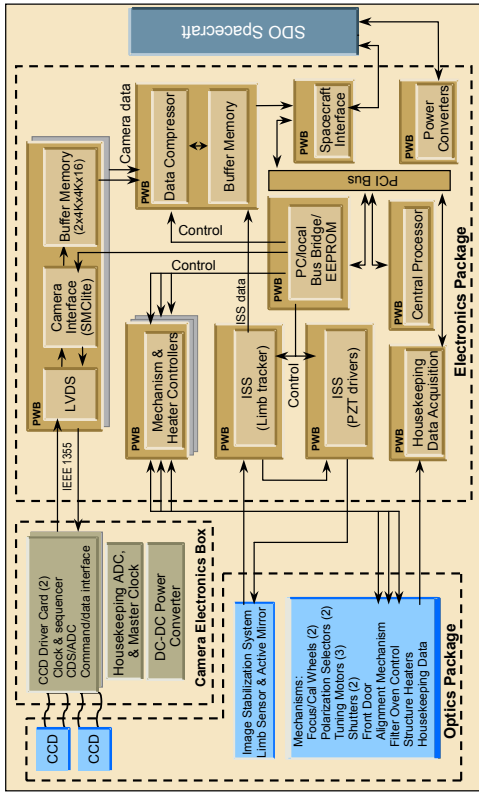 CCD
CCD
CCD Driver Card (2)
Clock & sequencer
CDS/ADC
Command/data interface
Housekeeping ADC,
& Master Clock
DC-DC Power
Converter
Camera Electronics Box
Image Stabilization System
Limb Sensor & Active Mirror
Mechanisms:
Focus/Cal Wheels (2)
Polarization Selectors (2)
Tuning Motors (3)
Shutters (2)
Front Door
Alignment Mechanism
Filter Oven Control
Structure Heaters
Housekeeping Data
Optics Package
IEEE 1355
PWB
LVDS
Camera
Interface
(SMClite)
Buffer Memory
(2x4Kx4Kx16)
PWB
Mechanism &
Heater Controllers
PWB
ISS
(Limb tracker)
PWB
ISS
(PZT drivers)
PWB
Housekeeping
Data Acquisition
Control
Control
Control
ISS data
Camera data
PWB
Data Compressor
Buffer Memory
PWB
PC/local
Bus Bridge/
EEPROM
PWB
Central Processor
PCI Bus
PWB
Spacecraft
Interface
PWB
Power
Converters
Electronics Package
SDO Spacecraft